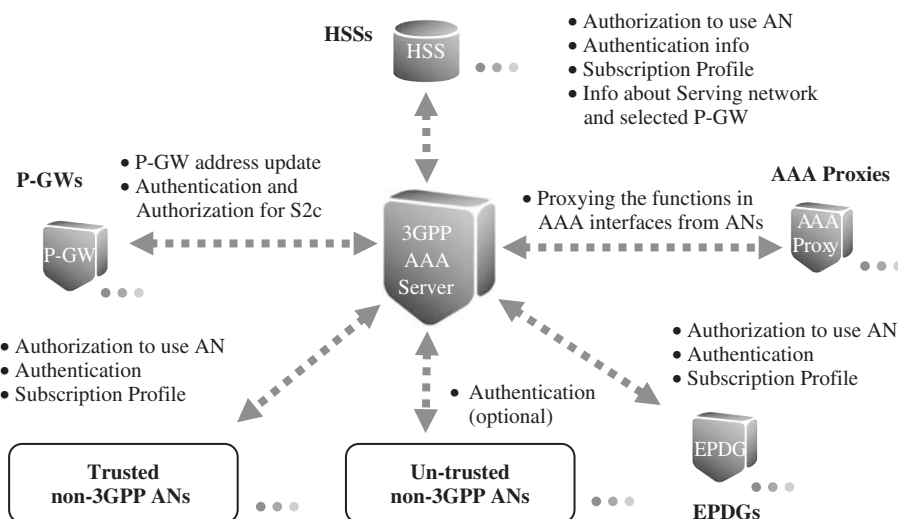 HSSs
HSS
• Authorization to use AN
• Authentication info
• Subscription Profile
• Info about Serving network
and selected P-GW
P-GWs
P-GW
• P-GW address update
• Authentication and
Authorization for S2c
3GPP
AAA
Server
• Proxying the functions in
AAA interfaces from ANs
AAA Proxies
AAA
Proxy
• Authorization to use AN
• Authentication
• Subscription Profile
• Authentication
(optional)
• Authorization to use AN
• Authentication
• Subscription Profile
Trusted
non-3GPP ANs
Un-trusted
non-3GPP ANs
EPDG
EPDGs